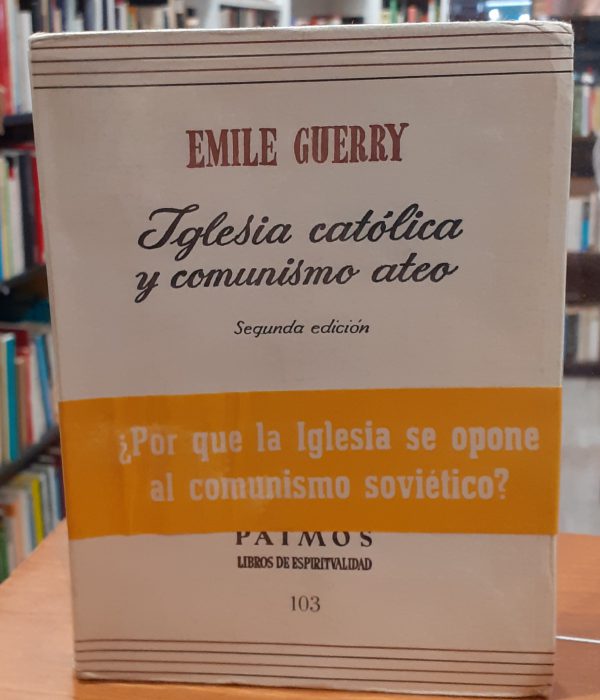 EMILE GUERRY
Iglesia católica
y comunismo ateo
Segunda edición
¿Por que la Iglesia se opone
al comunismo soviético?
PATMOS
LIBROS DE ESPIRITVALIDAD
103